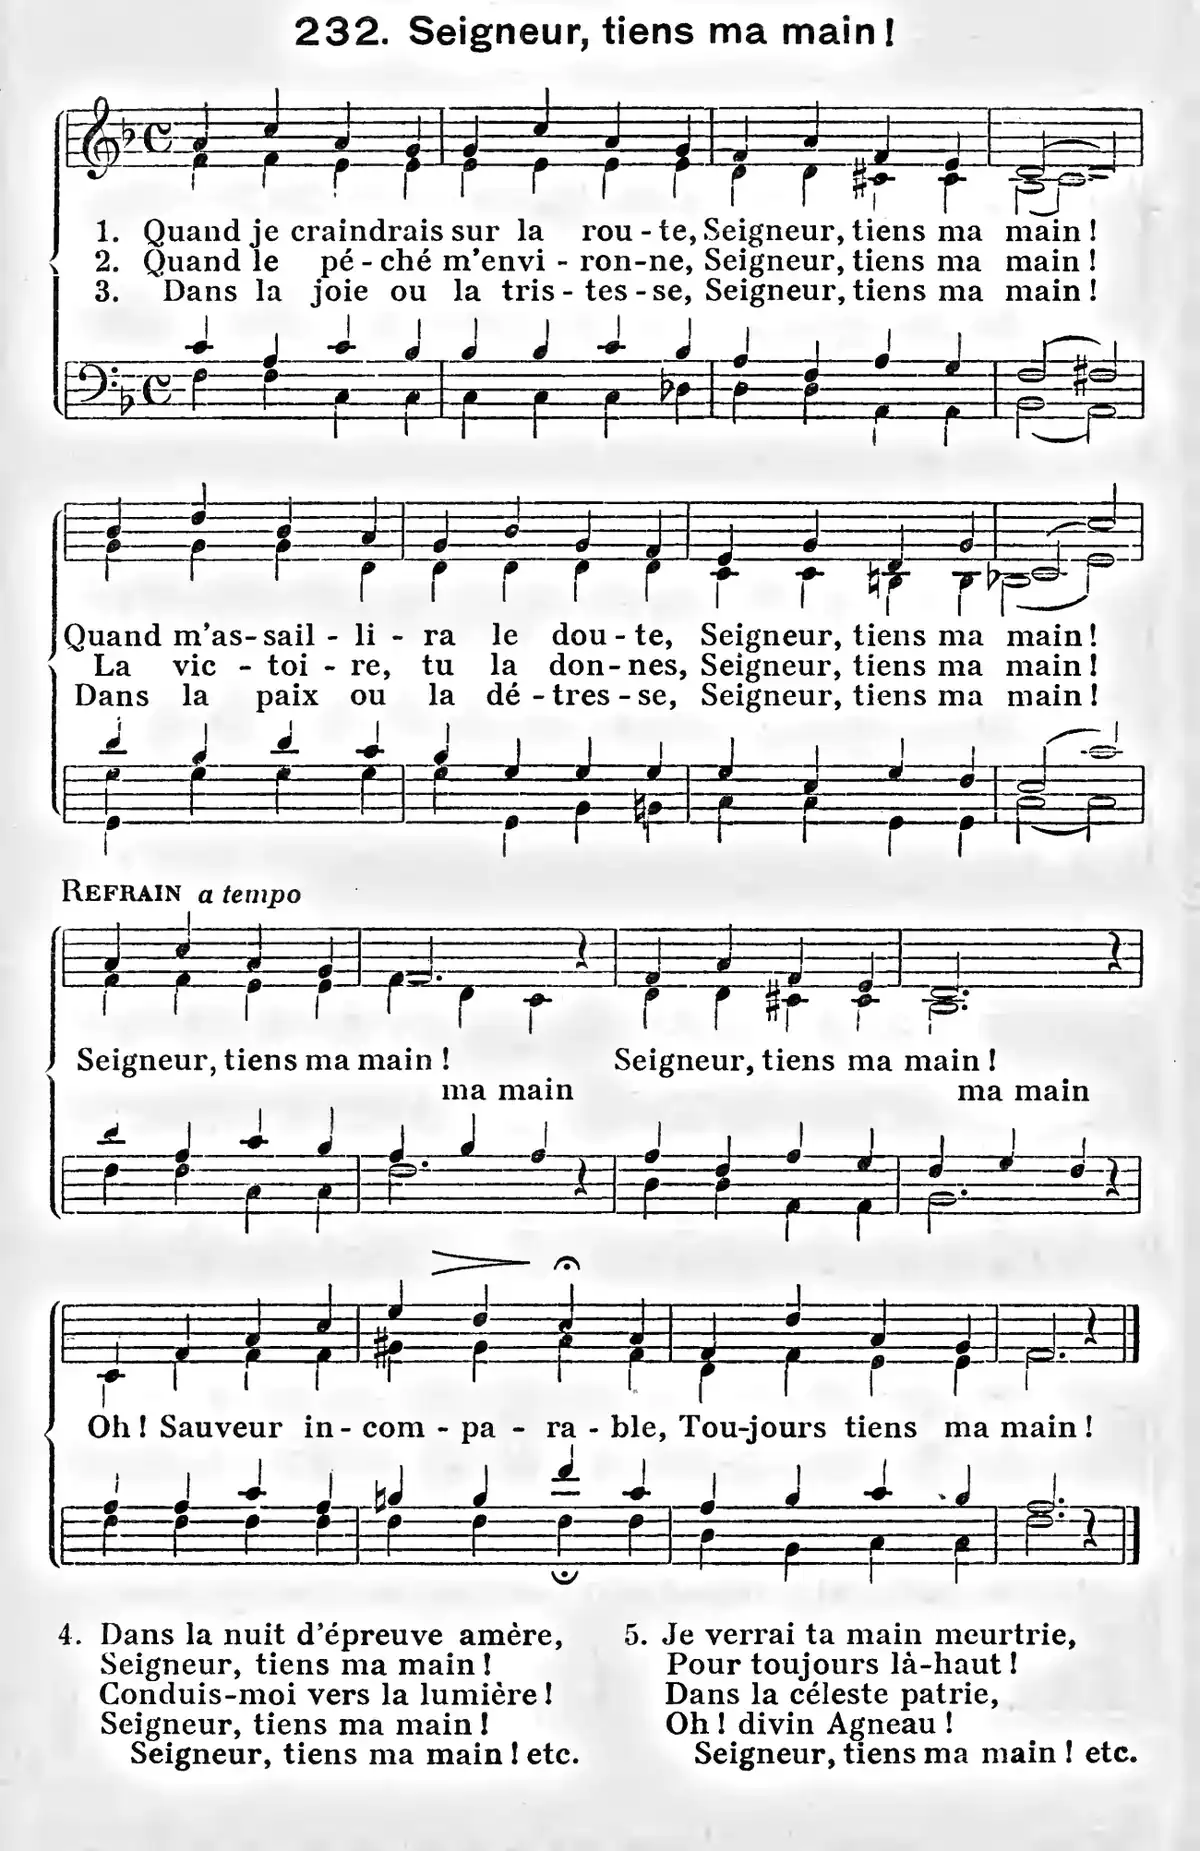 232. Seigneur, tiens ma main !
1. Quand je craindrais sur la rou - te, Seigneur, tiens ma main !
2. Quand le pé - ché m'envi - ron-ne, Seigneur, tiens ma main !
3. Dans la joie ou la tris - tes - se, Seigneur, tiens ma main !
Quand m'as- sail - li - ra le dou - te, Seigneur, tiens ma main !
La vic - toi - re, tu la don - nes, Seigneur, tiens ma main !
Dans la paix ou la dé - tres - se, Seigneur, tiens ma main !
REFRAIN a tempo
Seigneur, tiens ma main ! Seigneur, tiens ma main !
ma main ma main
Oh ! Sauveur in - com - pa - ra - ble, Tou-jours tiens ma main !
4. Dans la nuit d'épreuve amère,
Seigneur, tiens ma main !
Conduis-moi vers la lumière !
Seigneur, tiens ma main !
Seigneur, tiens ma main ! etc.
5. Je verrai ta main meurtrie,
Pour toujours là-haut !
Dans la céleste patrie,
Oh ! divin Agneau !
Seigneur, tiens ma main ! etc.